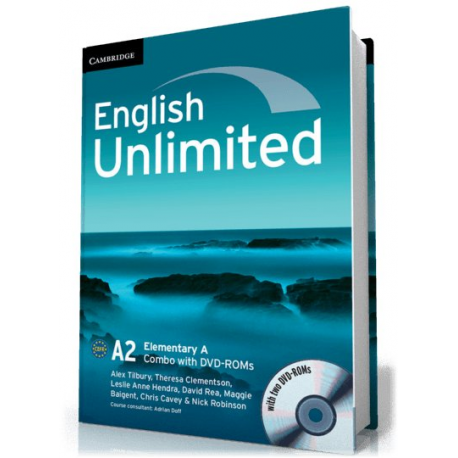 CAMBRIDGE
English
Unlimited
A2 Elementary A
Combo with DVD-ROMs
Alex Tilbury, Theresa Clementson,
Leslie Anne Hendra, David Rea, Maggie
Baigent, Chris Cavey & Nick Robinson
Course consultant: Adrian Doff
with two DVD-ROMs